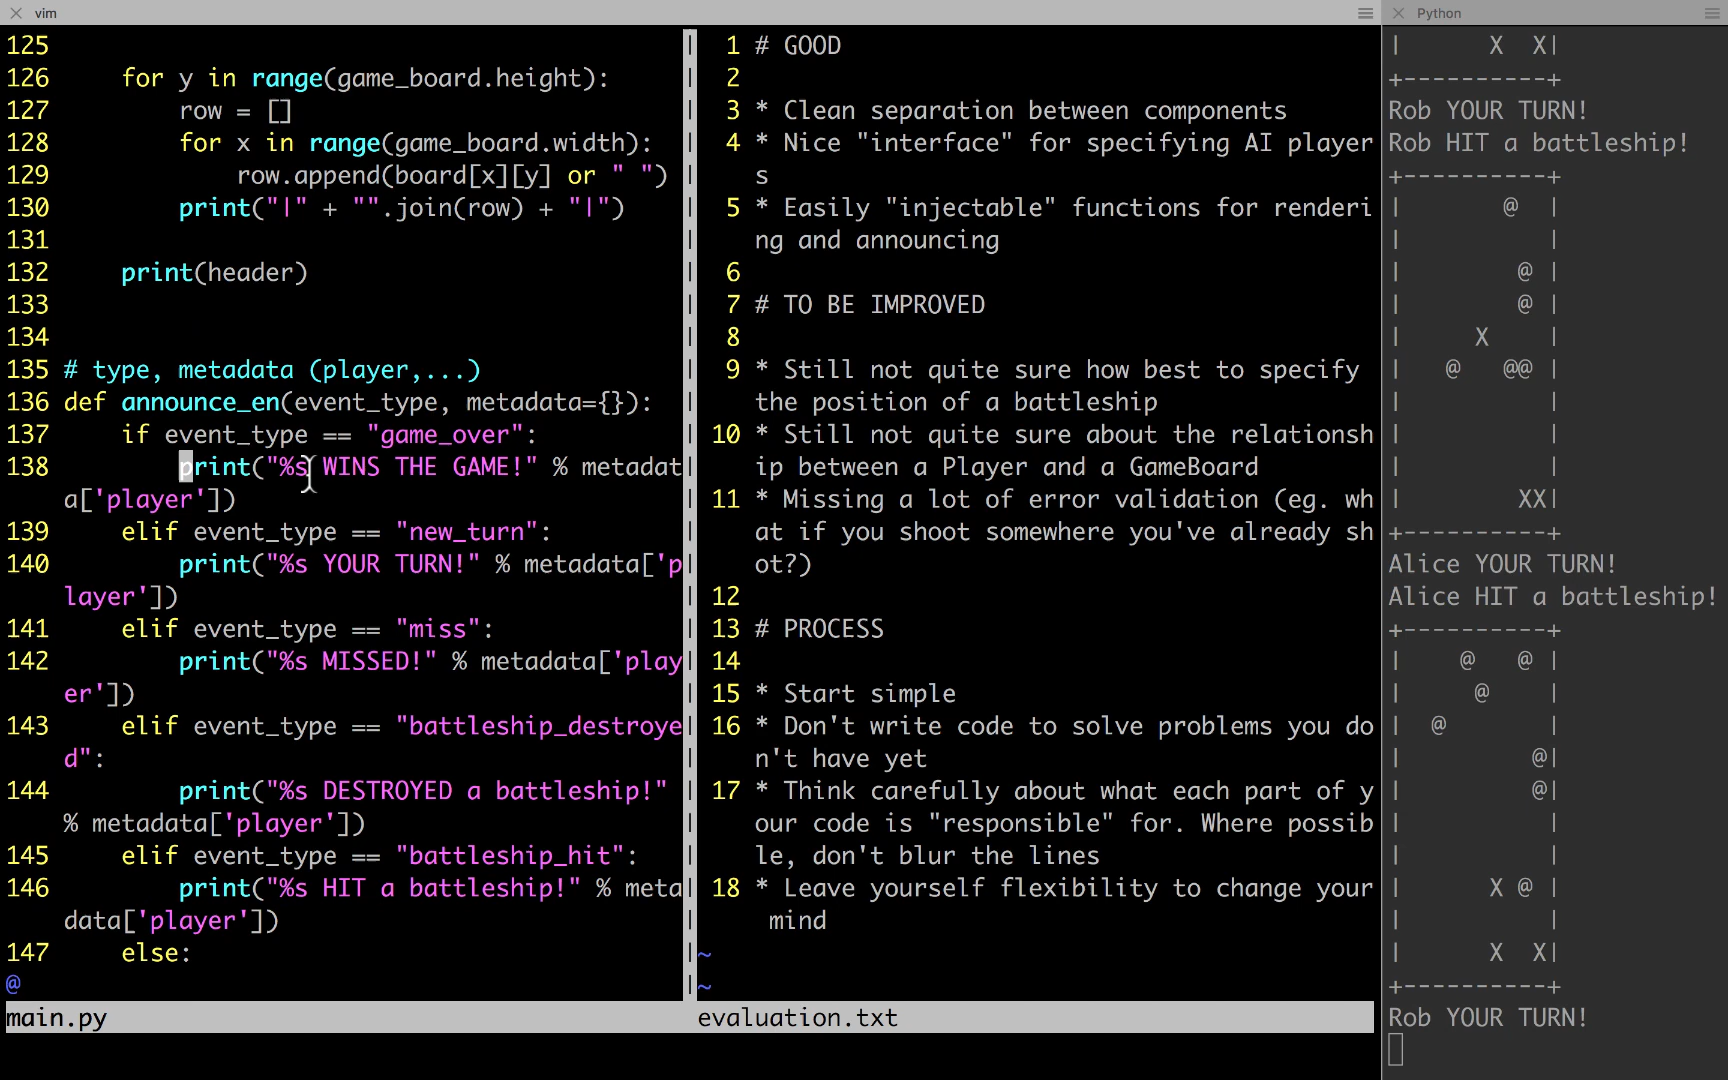 vim
125
126     for y in range(game_board.height):
127         row = []
128         for x in range(game_board.width):
129             row.append(board[x][y] or " ")
130         print("|" + "".join(row) + "|")
131
132     print(header)
133
134
135 # type, metadata (player,...)
136 def announce_en(event_type, metadata={}):
137     if event_type == "game_over":
138         print("%s WINS THE GAME!" % metadat
a['player'])
139     elif event_type == "new_turn":
140         print("%s YOUR TURN!" % metadata['p
layer'])
141     elif event_type == "miss":
142         print("%s MISSED!" % metadata['play
er'])
143     elif event_type == "battleship_destroye
d":
144         print("%s DESTROYED a battleship!"
% metadata['player'])
145     elif event_type == "battleship_hit":
146         print("%s HIT a battleship!" % meta
data['player'])
147     else:
@
main.py
1 # GOOD
2
3 * Clean separation between components
4 * Nice "interface" for specifying AI player
s
5 * Easily "injectable" functions for renderi
ng and announcing
6
7 # TO BE IMPROVED
8
9 * Still not quite sure how best to specify
the position of a battleship
10 * Still not quite sure about the relationsh
ip between a Player and a GameBoard
11 * Missing a lot of error validation (eg. wh
at if you shoot somewhere you've already sh
ot?)
12
13 # PROCESS
14
15 * Start simple
16 * Don't write code to solve problems you do
n't have yet
17 * Think carefully about what each part of y
our code is "responsible" for. Where possib
le, don't blur the lines
18 * Leave yourself flexibility to change your
mind
~
~
evaluation.txt
Python
|      X  X|
+----------+
Rob YOUR TURN!
Rob HIT a battleship!
+----------+
|       @  |
|          |
|        @ |
|        @ |
|     X    |
|   @   @@ |
|          |
|          |
|          |
|        XX|
+----------+
Alice YOUR TURN!
Alice HIT a battleship!
+----------+
|    @   @ |
|     @    |
|  @       |
|         @|
|         @|
|          |
|          |
|      X @ |
|          |
|      X  X|
+----------+
Rob YOUR TURN!